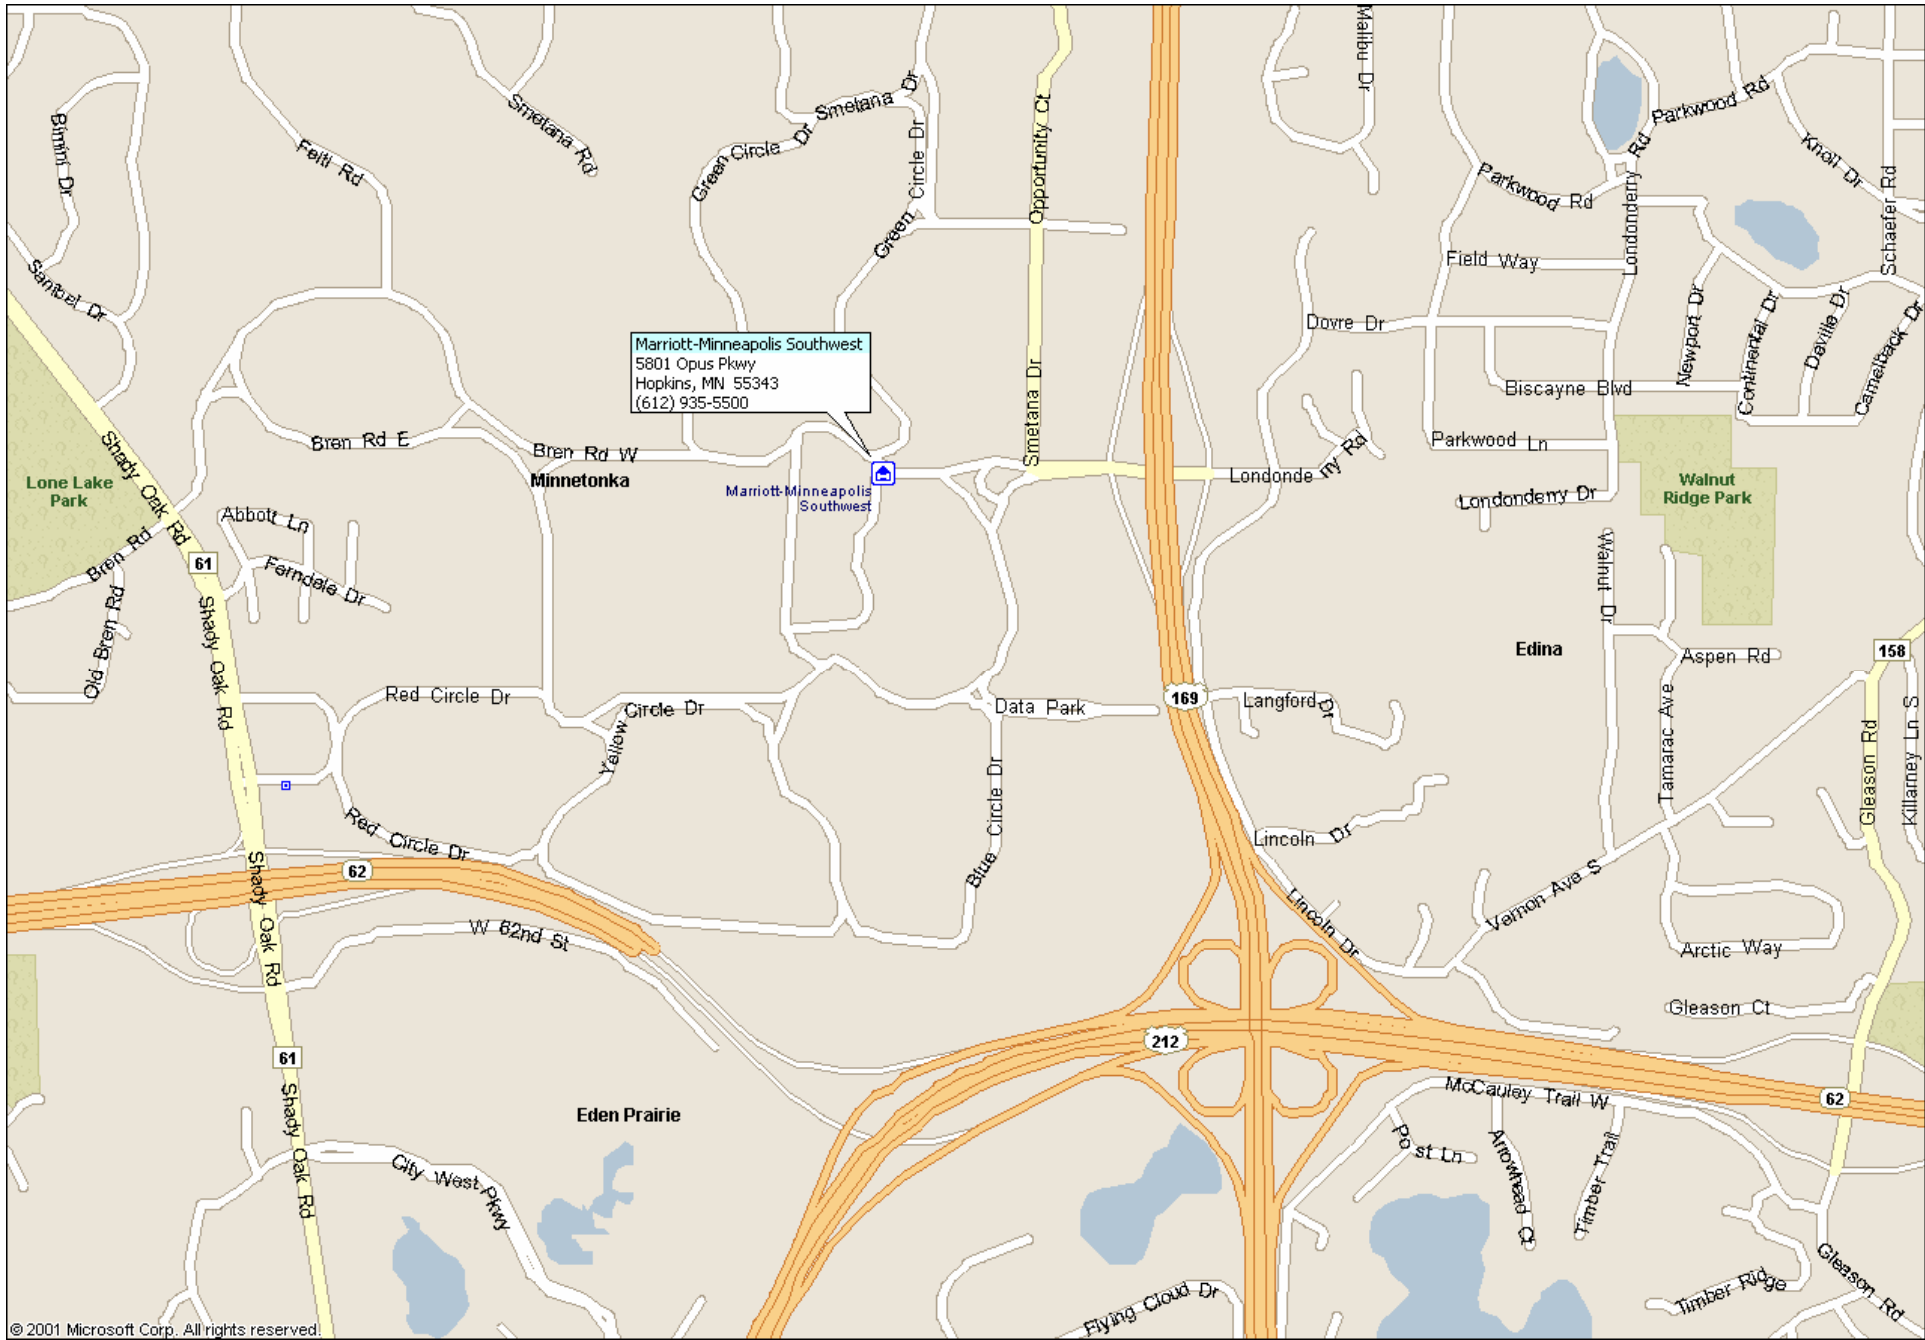 Malibu Dr
Smetana Dr
Smetana Rd
Opportunity Ct
Parkwood Rd
Bimini Dr
Felti Rd
Green Circle Dr
Green Circle Dr
Knoll Dr
Londonderry Rd
Parkwood Rd
Schaefer Rd
Sanibel Dr
Field Way
Newport Dr
Continental Dr
Daville Dr
Camelback Dr
Dovre Dr
Marriott-Minneapolis Southwest
5801 Opus Pkwy
Hopkins, MN 55343
(612) 935-5500
Smetana Dr
Biscayne Blvd
Bren Rd E
Bren Rd W
Parkwood Ln
Shady Oak Rd
Lone Lake
Park
Minnetonka
Marriott-Minneapolis
Southwest
Londonde rry Rd
Londonderry Dr
Walnut
Ridge Park
Abbott Ln
Bren Rd
61
Ferndale Dr
Walnut Dr
Old Bren Rd
Shady Oak Rd
Edina
158
Aspen Rd
Red Circle Dr
Yellow Circle Dr
Data Park
169
Langford Dt
Tamarac Ave
Gleason Rd
Killarney Ln S
Blue Circle Dr
Red Circle Dr
Lincoln Dr
Shady Oak Rd
62
W 62nd St
Lincoln Dr
Vernon Ave S
Arctic Way
Gleason Ct
61
212
Shady Oak Rd
Eden Prairie
McCauley Trail W
62
Post Ln
Arrowhead Ct
Timber Trail
City West Pkwy
Flying Cloud Dr
Timber Ridge
Gleason Rd
© 2001 Microsoft Corp. All rights reserved.